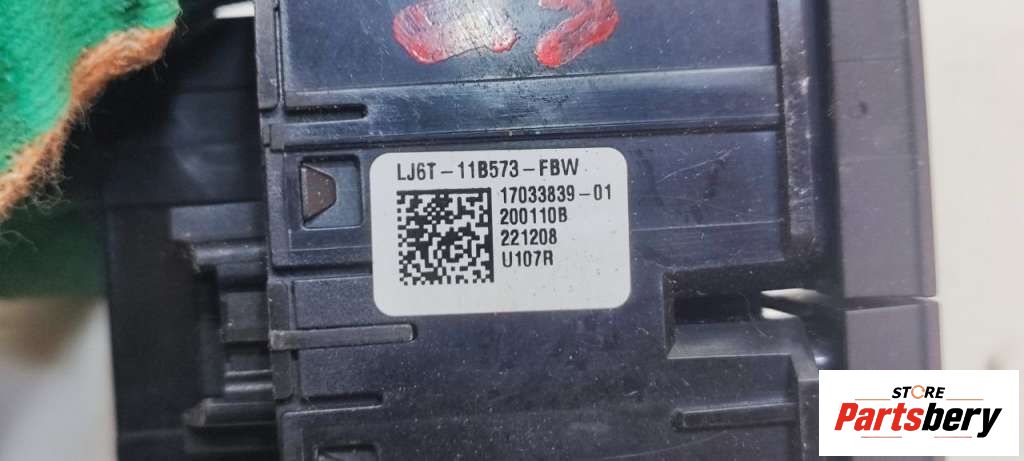 LJ6T-11B573-FBW
17033839-01
200110B
221208
U107R
STORE
Partsbery